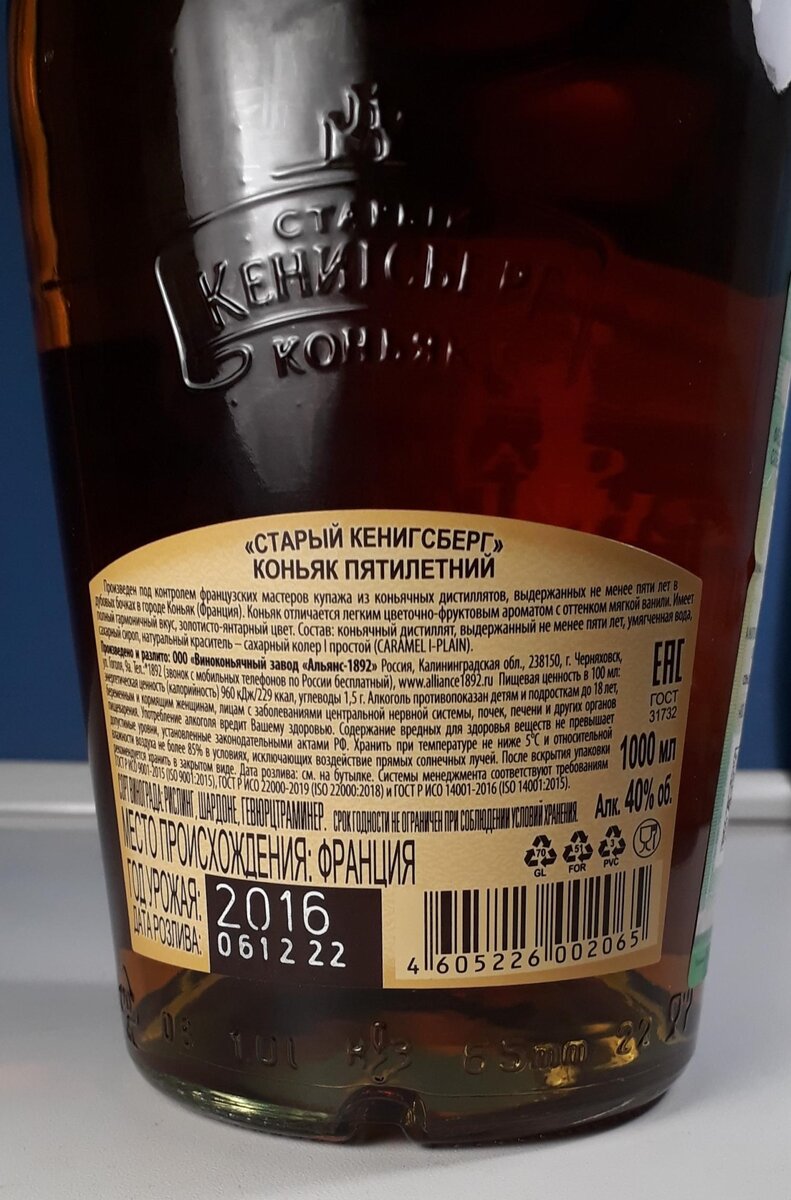 СТАРЫЙ
КЕНИГСБЕРГ
КОНЬЯК
«СТАРЫЙ КЕНИГСБЕРГ»
КОНЬЯК ПЯТИЛЕТНИЙ
Произведен под контролем французских мастеров купажа из коньячных дистиллятов, выдержанных не менее пяти лет в
дубовых бочках в городе Коньяк (Франция). Коньяк отличается легким цветочно-фруктовым ароматом с оттенком мягкой ванили. Имеет
полный гармоничный вкус, золотисто-янтарный цвет. Состав: коньячный дистиллят, выдержанный не менее пяти лет, умягченная вода,
сахарный сироп, натуральный краситель – сахарный колер I простой (CARAMEL I-PLAIN).
Произведено и разлито: ООО «Виноконьячный завод «Альянс-1892» Россия, Калининградская обл., 238150, г. Черняховск,
ул. Гоголя, 9а. Тел.*1892 (звонок с мобильных телефонов по России бесплатный), www.alliance1892.ru Пищевая ценность в 100 мл:
энергетическая ценность (калорийность) 960 кДж/229 ккал, углеводы 1,5 г. Алкоголь противопоказан детям и подросткам до 18 лет,
беременным и кормящим женщинам, лицам с заболеваниями центральной нервной системы, почек, печени и других органов
пищеварения. Употребление алкоголя вредит Вашему здоровью. Содержание вредных для здоровья веществ не превышает
допустимые уровни, установленные законодательными актами РФ. Хранить при температуре не ниже 5°С и относительной
влажности воздуха не более 85% в условиях, исключающих воздействие прямых солнечных лучей. После вскрытия упаковки
рекомендуется хранить в закрытом виде. Дата розлива: см. на бутылке. Системы менеджмента соответствуют требованиям
ГОСТ Р ИСО 9001-2015 (ISO 9001:2015), ГОСТ Р ИСО 22000-2019 (ISO 22000:2018) и ГОСТ Р ИСО 14001-2016 (ISO 14001:2015).
ЕАС
ГОСТ
31732
1000 мл
Алк. 40% об.
СОРТ ВИНОГРАДА: РИСЛИНГ, ШАРДОНЕ, ГЕВЮРЦТРАМИНЕР. СРОК ГОДНОСТИ НЕ ОГРАНИЧЕН ПРИ СОБЛЮДЕНИИ УСЛОВИЙ ХРАНЕНИЯ.
МЕСТО ПРОИСХОЖДЕНИЯ: ФРАНЦИЯ
70 GL
51 FOR
3 PVC
ГОД УРОЖАЯ: 2016
ДАТА РОЗЛИВА: 061222
4 605226 002065
1.0l
65mm